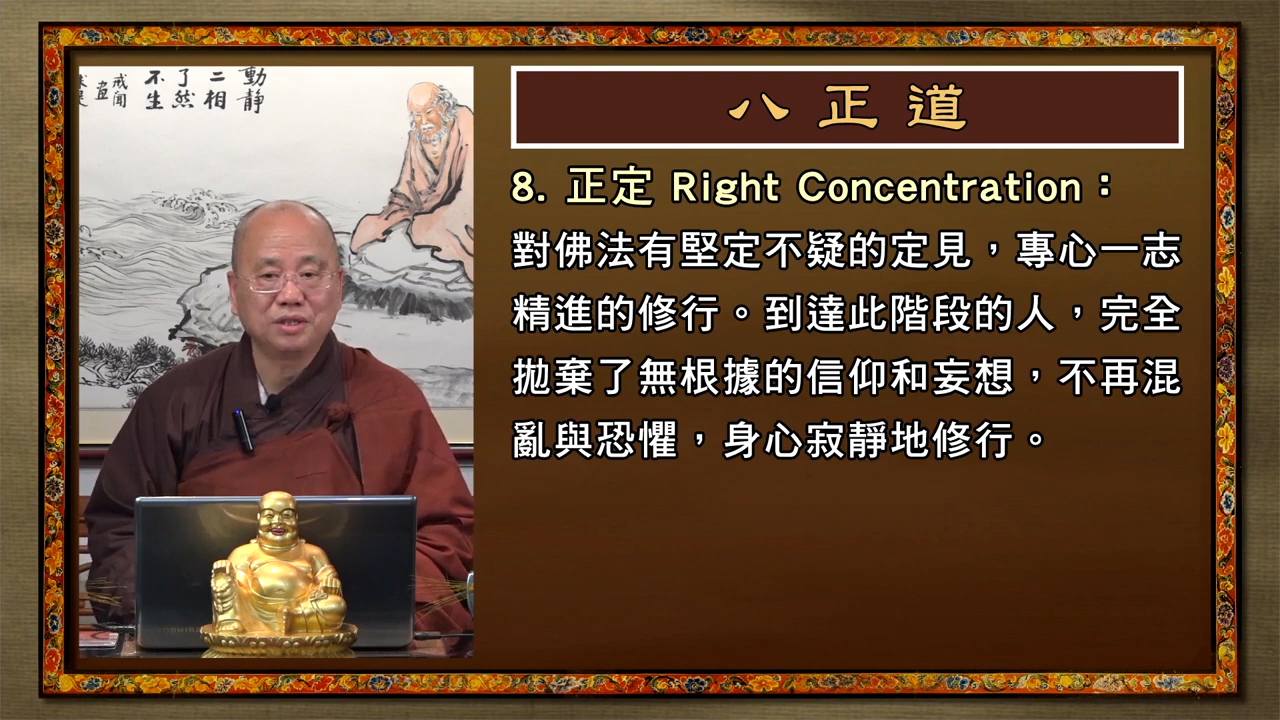 動靜
二相
了然
不生
戒聞
畫
八正道
8. 正定 Right Concentration：
對佛法有堅定不疑的定見，專心一志
精進的修行。到達此階段的人，完全
拋棄了無根據的信仰和妄想，不再混
亂與恐懼，身心寂靜地修行。